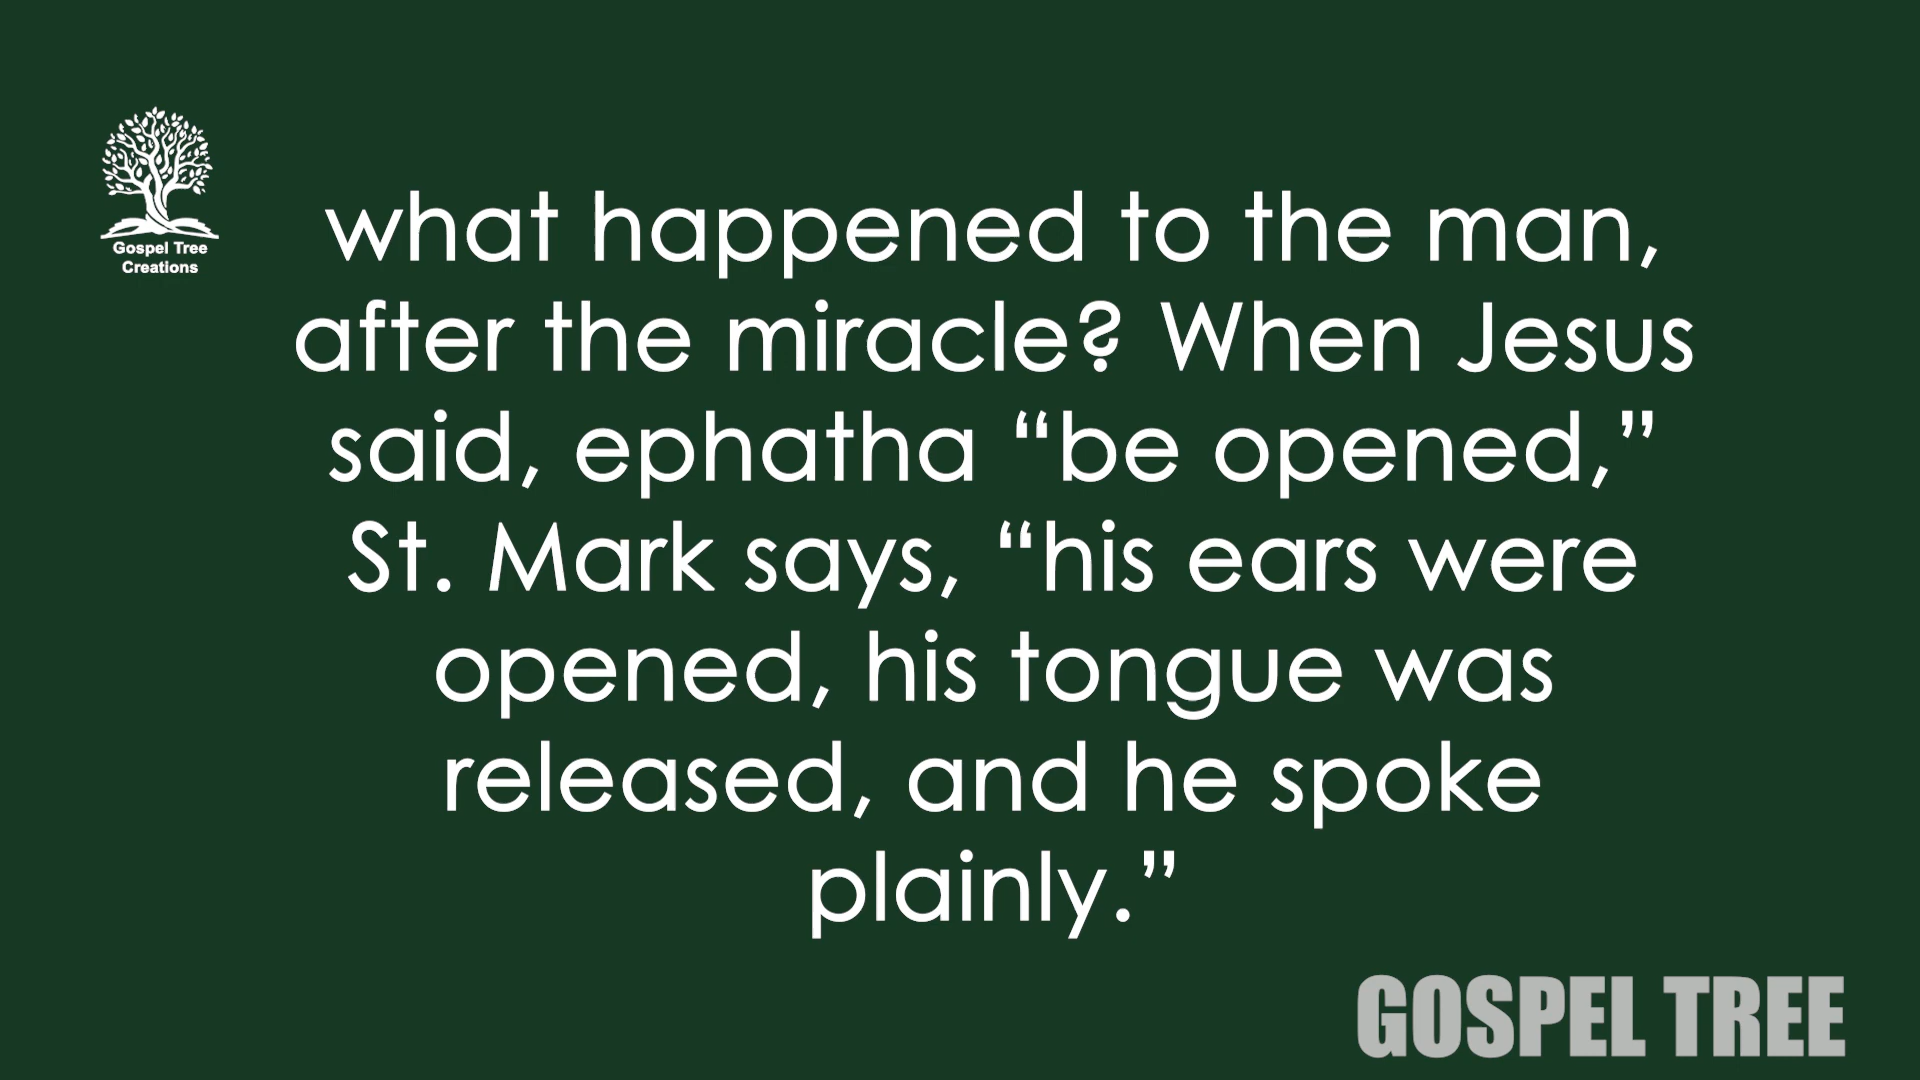 Gospel Tree
Creations
what happened to the man,
after the miracle? When Jesus
said, ephatha “be opened,”
St. Mark says, “his ears were
opened, his tongue was
released, and he spoke
plainly.”
GOSPEL TREE